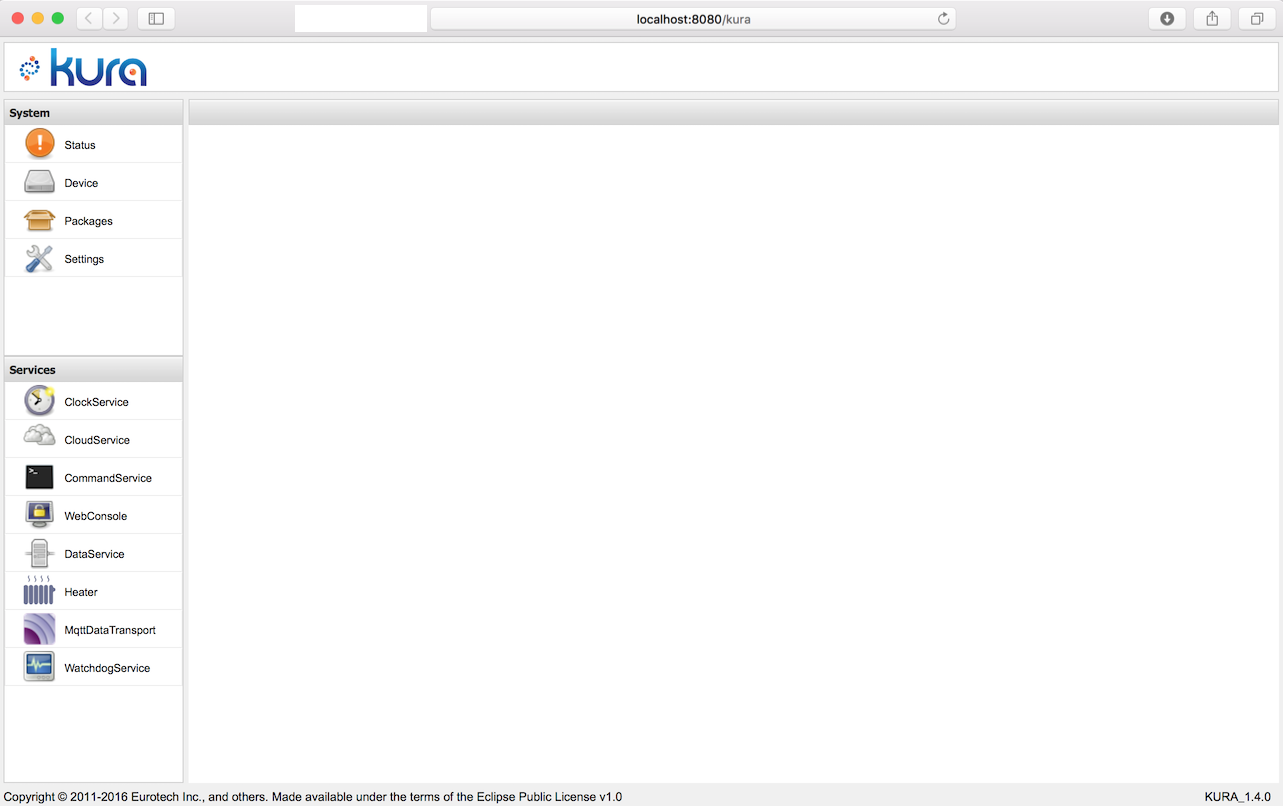 localhost:8080/kura
kura
System
Status
Device
Packages
Settings
Services
ClockService
CloudService
>_
CommandService
WebConsole
DataService
Heater
MqttDataTransport
WatchdogService
Copyright © 2011-2016 Eurotech Inc., and others. Made available under the terms of the Eclipse Public License v1.0
KURA_1.4.0